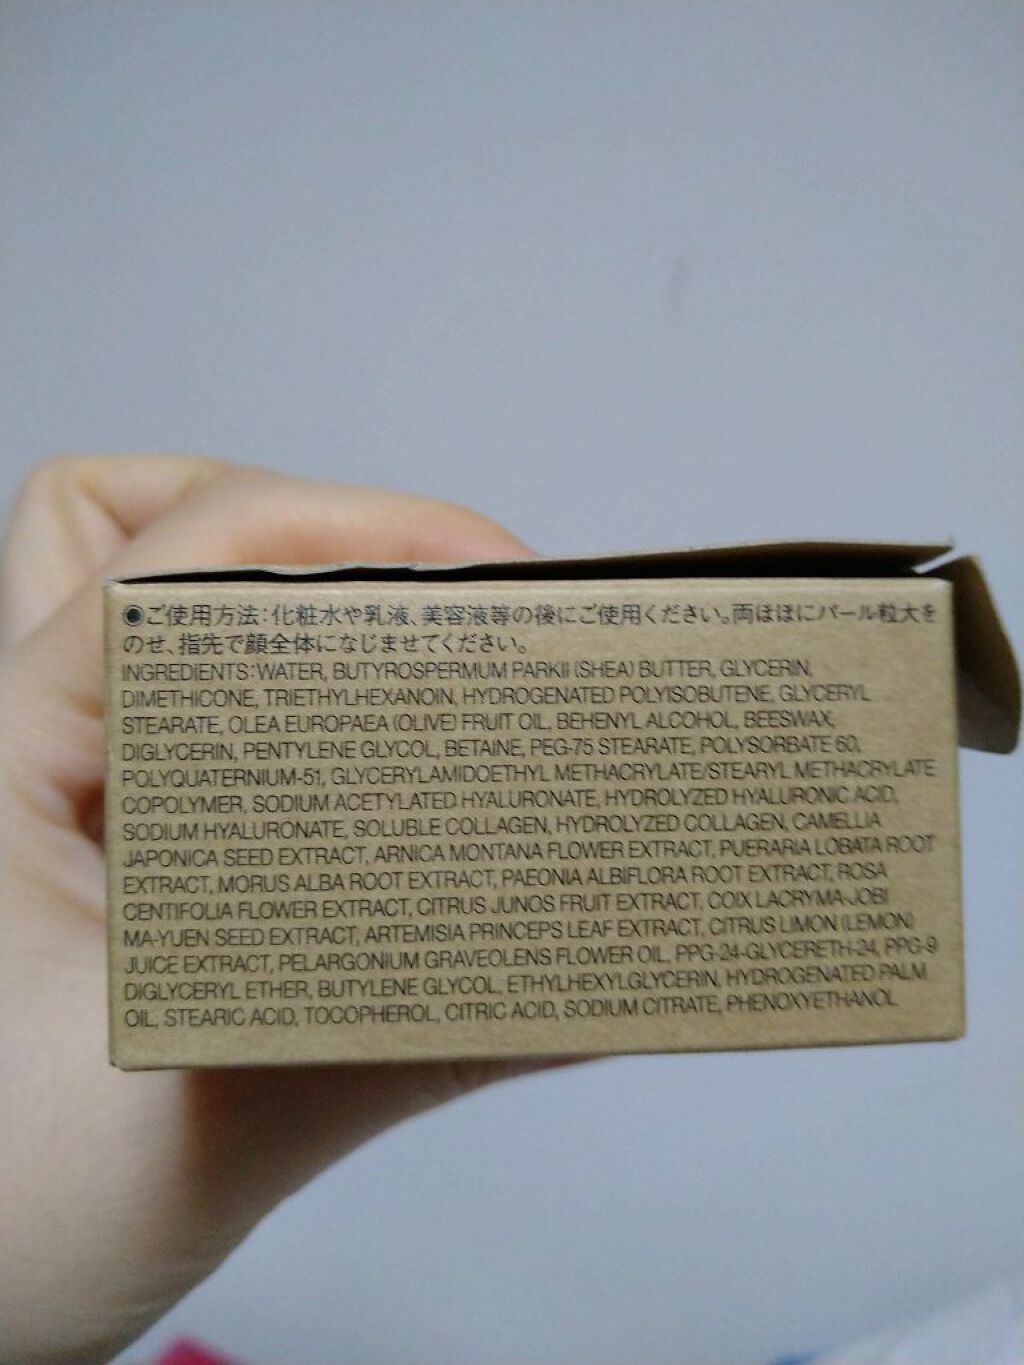 ◉ご使用方法:化粧水や乳液、美容液等の後にご使用ください。両ほほにパール粒大を
のせ、指先で顔全体になじませてください。
INGREDIENTS:WATER, BUTYROSPERMUM PARKII (SHEA) BUTTER, GLYCERIN,
DIMETHICONE, TRIETHYLHEXANOIN, HYDROGENATED POLYISOBUTENE, GLYCERYL
STEARATE, OLEA EUROPAEA (OLIVE) FRUIT OIL, BEHENYL ALCOHOL, BEESWAX,
DIGLYCERIN, PENTYLENE GLYCOL, BETAINE, PEG-75 STEARATE, POLYSORBATE 60,
POLYQUATERNIUM-51, GLYCERYLAMIDOETHYL METHACRYLATE/STEARYL METHACRYLATE
COPOLYMER, SODIUM ACETYLATED HYALURONATE, HYDROLYZED HYALURONIC ACID,
SODIUM HYALURONATE, SOLUBLE COLLAGEN, HYDROLYZED COLLAGEN, CAMELLIA
JAPONICA SEED EXTRACT, ARNICA MONTANA FLOWER EXTRACT, PUERARIA LOBATA ROOT
EXTRACT, MORUS ALBA ROOT EXTRACT, PAEONIA ALBIFLORA ROOT EXTRACT, ROSA
CENTIFOLIA FLOWER EXTRACT, CITRUS JUNOS FRUIT EXTRACT, COIX LACRYMA-JOBI
MA-YUEN SEED EXTRACT, ARTEMISIA PRINCEPS LEAF EXTRACT, CITRUS LIMON (LEMON)
JUICE EXTRACT, PELARGONIUM GRAVEOLENS FLOWER OIL, PPG-24-GLYCERETH-24, PPG-9
DIGLYCERYL ETHER, BUTYLENE GLYCOL, ETHYLHEXYLGLYCERIN, HYDROGENATED PALM
OIL, STEARIC ACID, TOCOPHEROL, CITRIC ACID, SODIUM CITRATE, PHENOXYETHANOL